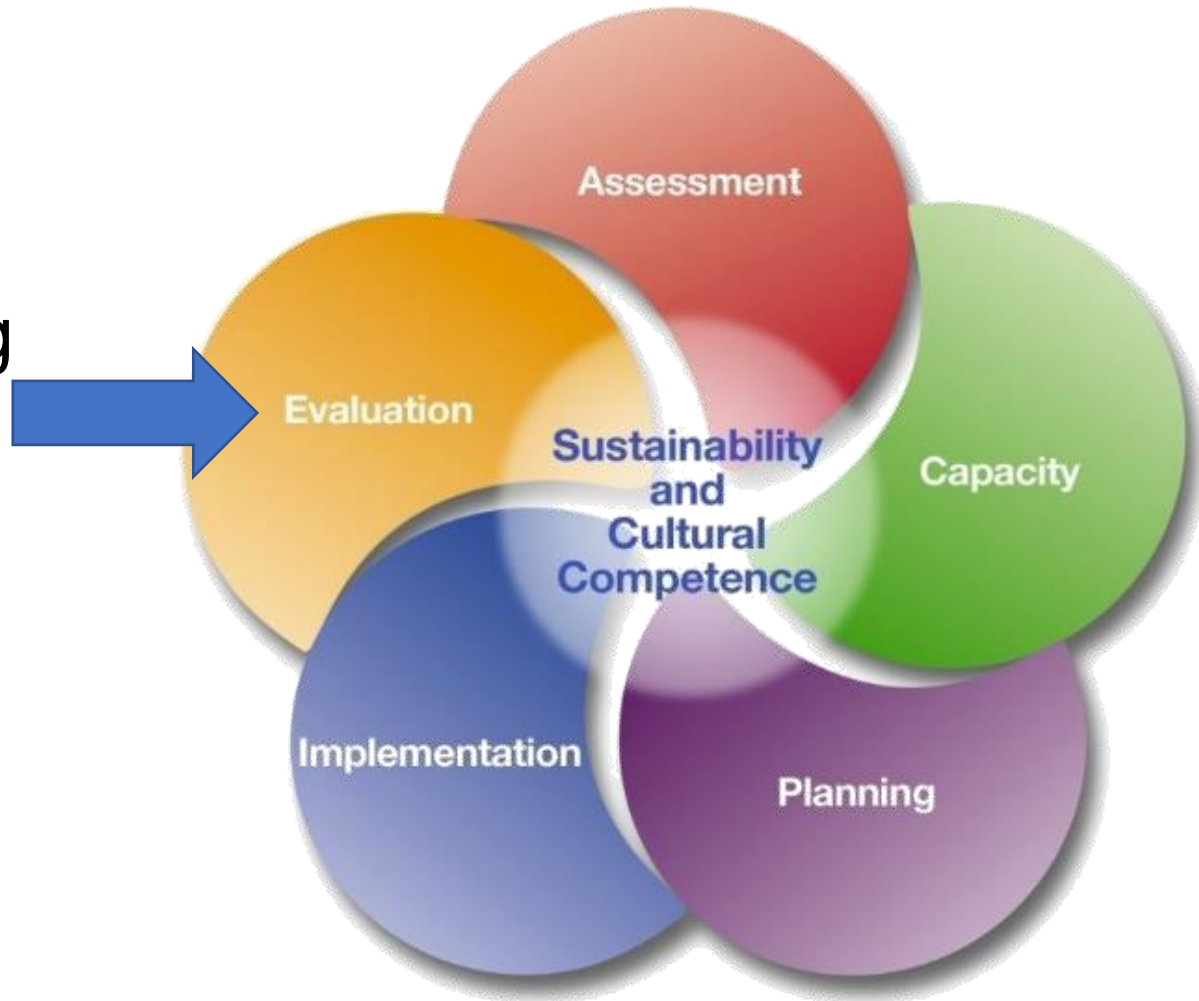 Assessment
g
Evaluation
Sustainability
and
Cultural
Competence
Capacity
Implementation
Planning